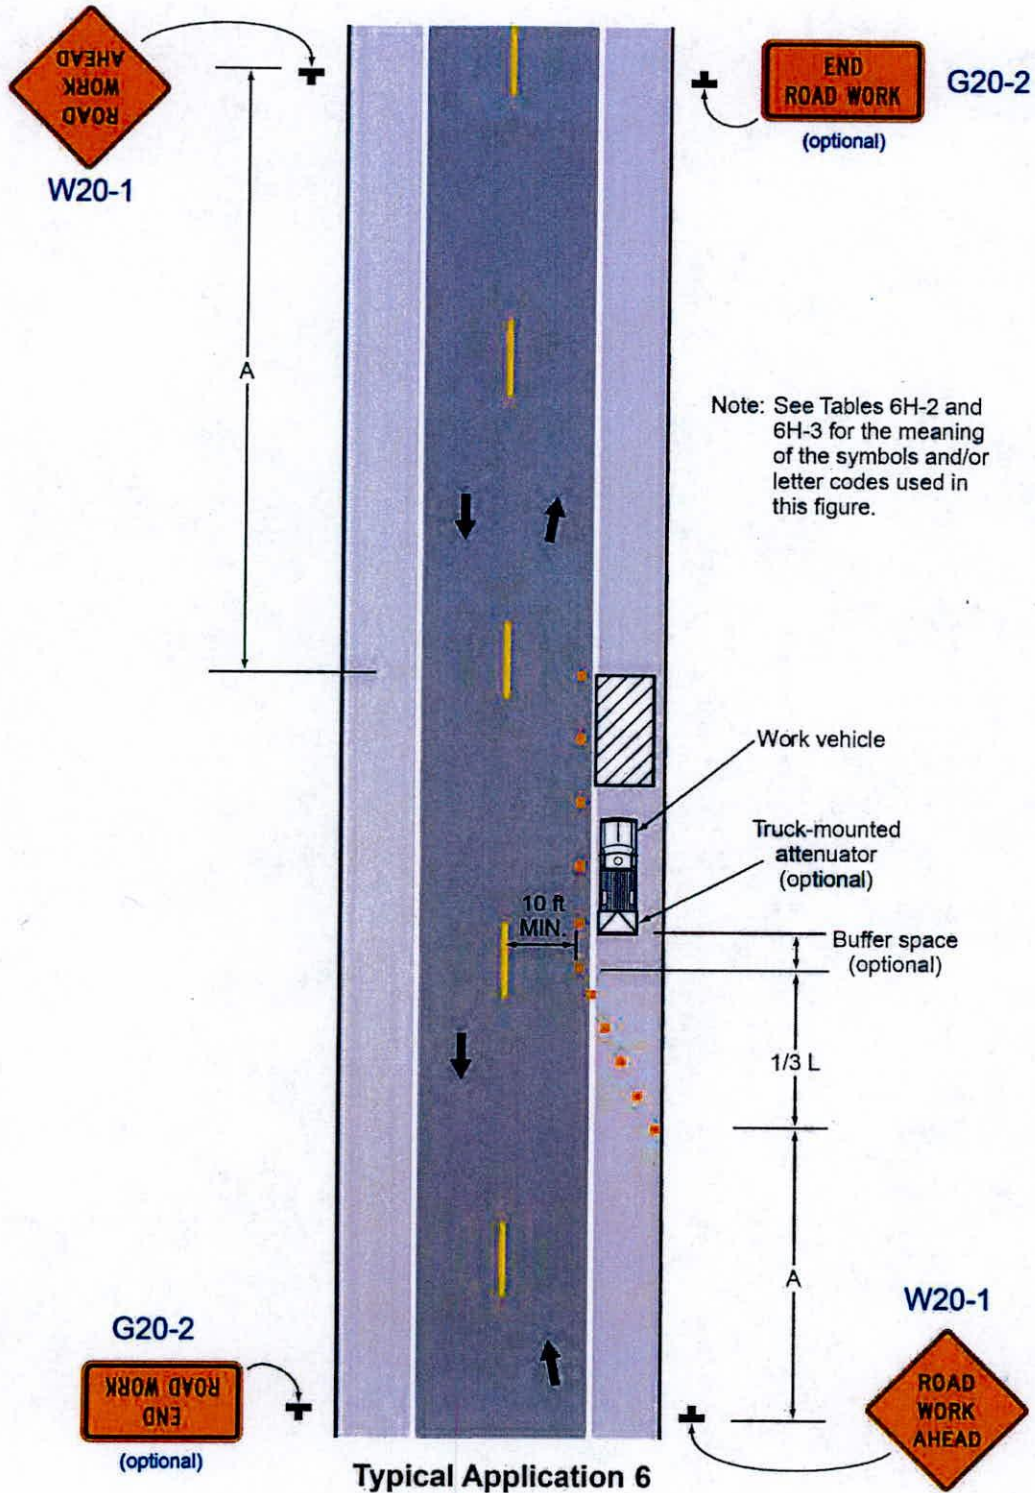 ROAD
WORK
AHEAD
W20-1
END
ROAD WORK
(optional)
G20-2
A
Note: See Tables 6H-2 and
6H-3 for the meaning
of the symbols and/or
letter codes used in
this figure.
Work vehicle
Truck-mounted
attenuator
(optional)
10 ft
MIN.
Buffer space
(optional)
1/3 L
A
W20-1
ROAD
WORK
AHEAD
G20-2
END
ROAD WORK
(optional)
Typical Application 6